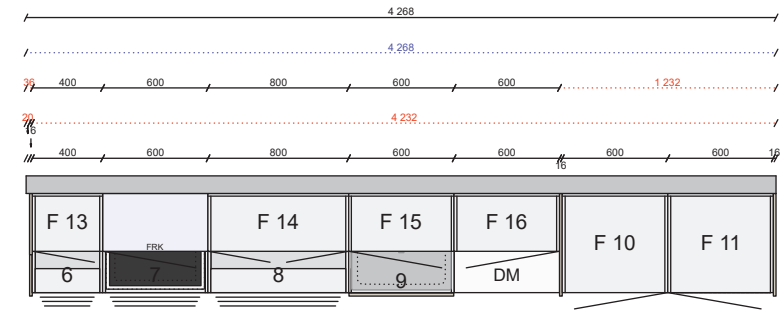 4 268
4 268
36 400 600 800 600 600 1 232
20 4 232
16
400 600 800 600 600 16 600 600 16
F 13 F 14 F 15 F 16 F 10 F 11
FRK
6 7 8 9 DM